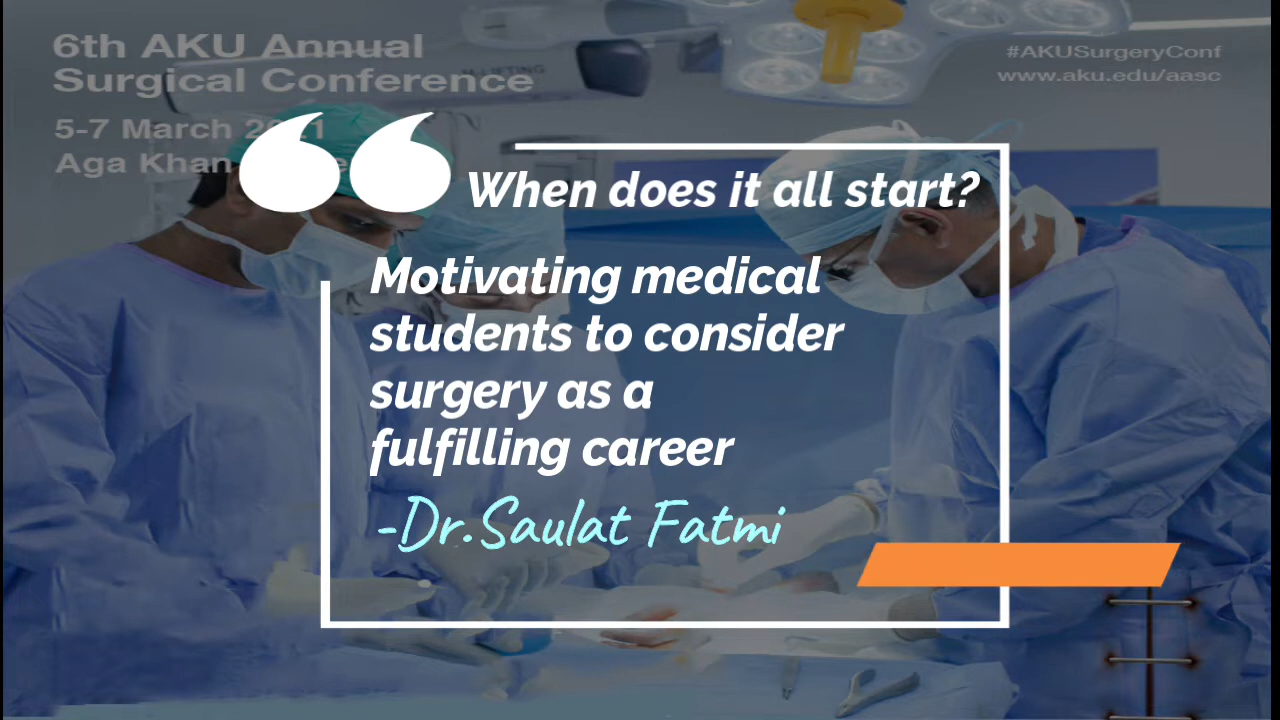 6th AKU Annual
Surgical Conference
5-7 March 2021
Aga Khan
#AKUSurgeryConf
www.aku.edu/aasc
When does it all start?
Motivating medical
students to consider
surgery as a
fulfilling career
-Dr.Saulat Fatmi